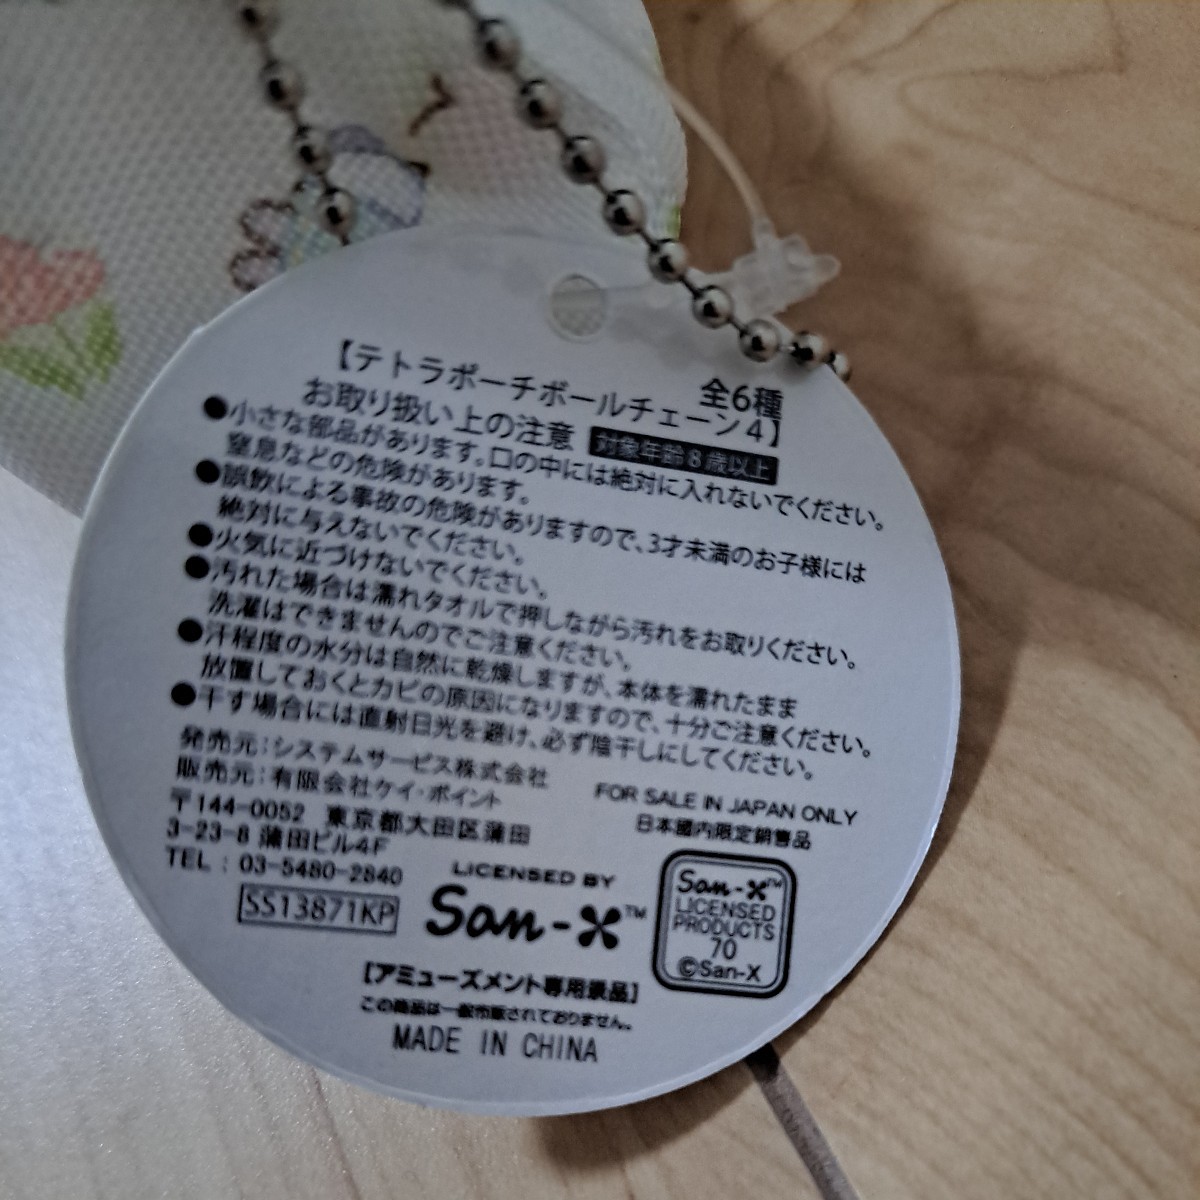 全6種
【テトラポーチボールチェーン4】
お取り扱い上の注意 対象年齢8歳以上
●小さな部品があります。口の中には絶対に入れないでください。
窒息などの危険があります。
●誤飲による事故の危険がありますので、3才未満のお子様には
絶対に与えないでください。
●火気に近づけないでください。
●汚れた場合は濡れタオルで押しながら汚れをお取りください。
洗濯はできませんのでご注意ください。
●汗程度の水分は自然に乾燥しますが、本体を濡れたまま
放置しておくとカビの原因になりますので、十分ご注意ください。
●干す場合には直射日光を避け、必ず陰干しにしてください。
発売元:システムサービス株式会社
販売元:有限会社ケイ・ポイント
〒144-0052 東京都大田区蒲田
3-23-8 蒲田ビル4F
TEL:03-5480-2840
SS13871KP
FOR SALE IN JAPAN ONLY
日本國内限定銷售品
LICENSED BY
San-X™
San-X™
LICENSED
PRODUCTS
70
©San-X
【アミューズメント専用景品】
この商品は一般市販されておりません。
MADE IN CHINA